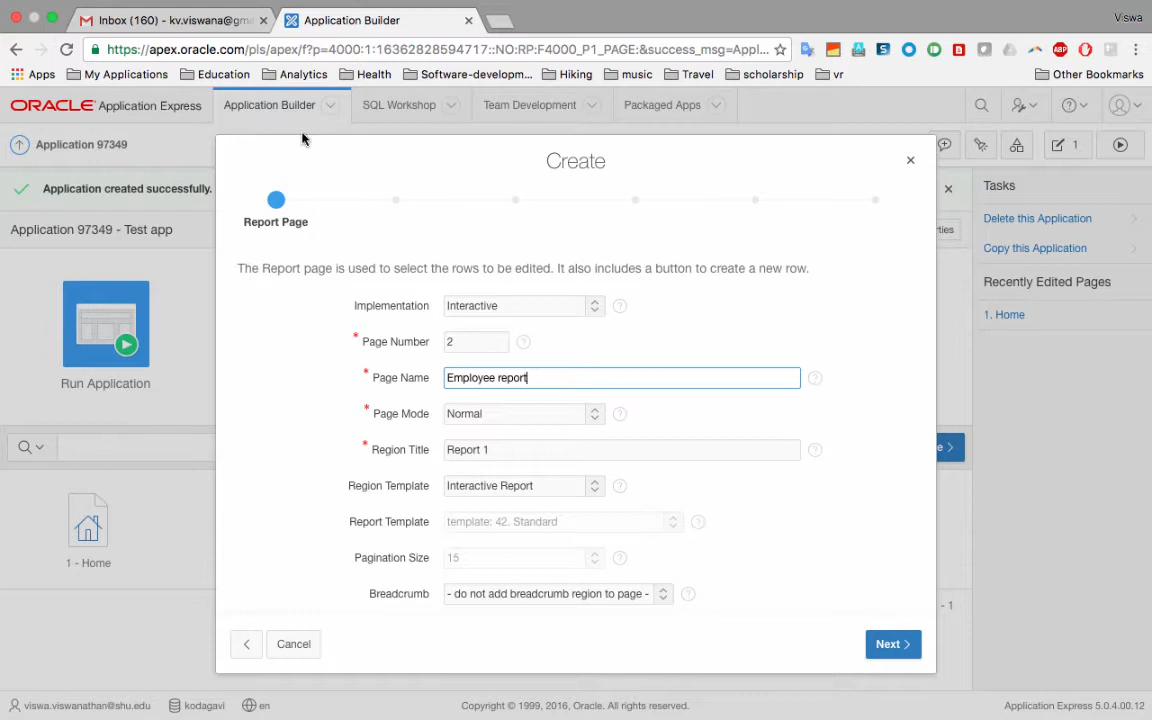 Inbox (160) - kv.viswana@gm
Application Builder
Viswa
https://apex.oracle.com/pls/apex/f?p=4000:1:16362828594717::NO:RP:F4000_P1_PAGE:&success_msg=Appl...
Apps
My Applications
Education
Analytics
Health
Software-developm...
Hiking
music
Travel
scholarship
vr
Other Bookmarks
ORACLE Application Express
Application Builder
SQL Workshop
Team Development
Packaged Apps
Application 97349
1
Application created successfully.
Application 97349 - Test app
rties
Run Application
e >
1 - Home
- 1
Tasks
Delete this Application
Copy this Application
Recently Edited Pages
1. Home
Create
Report Page
The Report page is used to select the rows to be edited. It also includes a button to create a new row.
Implementation Interactive
* Page Number 2
* Page Name Employee report
* Page Mode Normal
* Region Title Report 1
Region Template Interactive Report
Report Template template: 42. Standard
Pagination Size 15
Breadcrumb - do not add breadcrumb region to page -
Cancel
Next >
viswa.viswanathan@shu.edu
kodagavi
en
Copyright © 1999, 2016, Oracle. All rights reserved.
Application Express 5.0.4.00.12